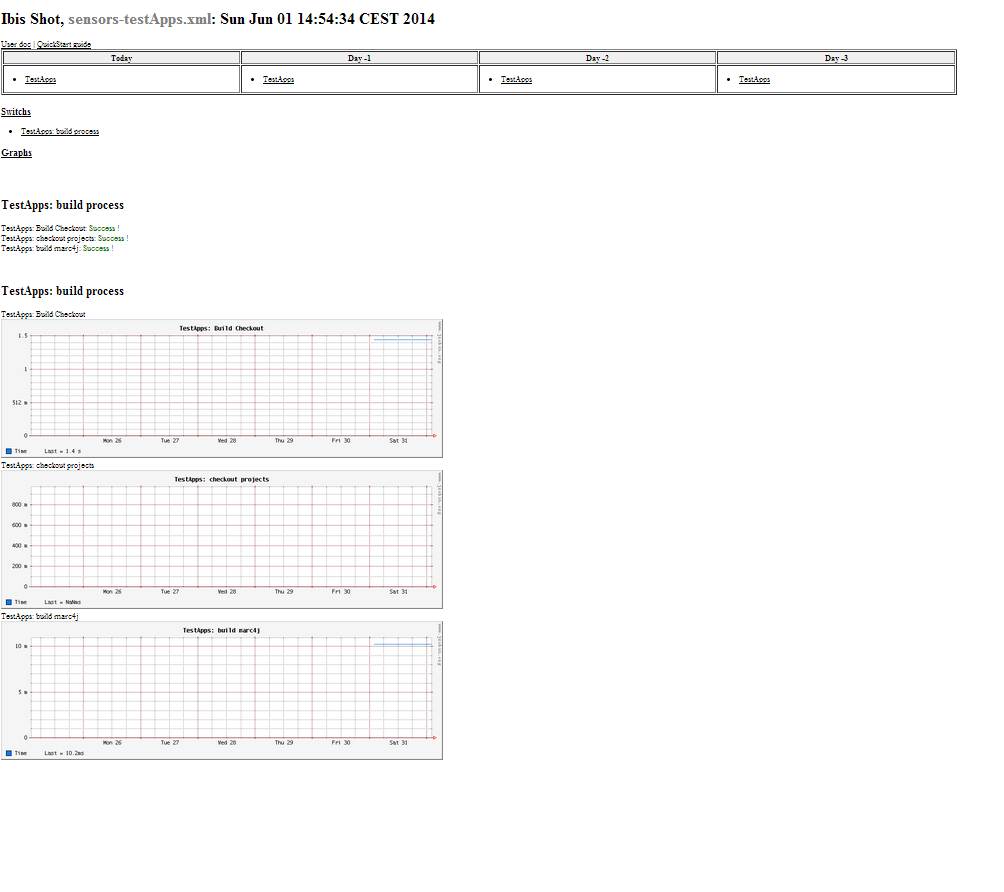 Ibis Shot, sensors-testApps.xml: Sun Jun 01 14:54:34 CEST 2014
User doc | QuickStart guide
Today Day -1 Day -2 Day -3
TestApps TestApps TestApps TestApps
Switchs
TestApps: build process
Graphs
TestApps: build process
TestApps: Build Checkout: Success !
TestApps: checkout projects: Success !
TestApps: build marc4j: Success !
TestApps: build process
TestApps: Build Checkout
TestApps: Build Checkout
1.5
1
512 m
0
Mon 26 Tue 27 Wed 28 Thu 29 Fri 30 Sat 31
Time Last = 1.4 s
TestApps: checkout projects
TestApps: checkout projects
800 m
600 m
400 m
200 m
0
Mon 26 Tue 27 Wed 28 Thu 29 Fri 30 Sat 31
Time Last = NaNms
TestApps: build marc4j
TestApps: build marc4j
10 m
5 m
0
Mon 26 Tue 27 Wed 28 Thu 29 Fri 30 Sat 31
Time Last = 10.2ms